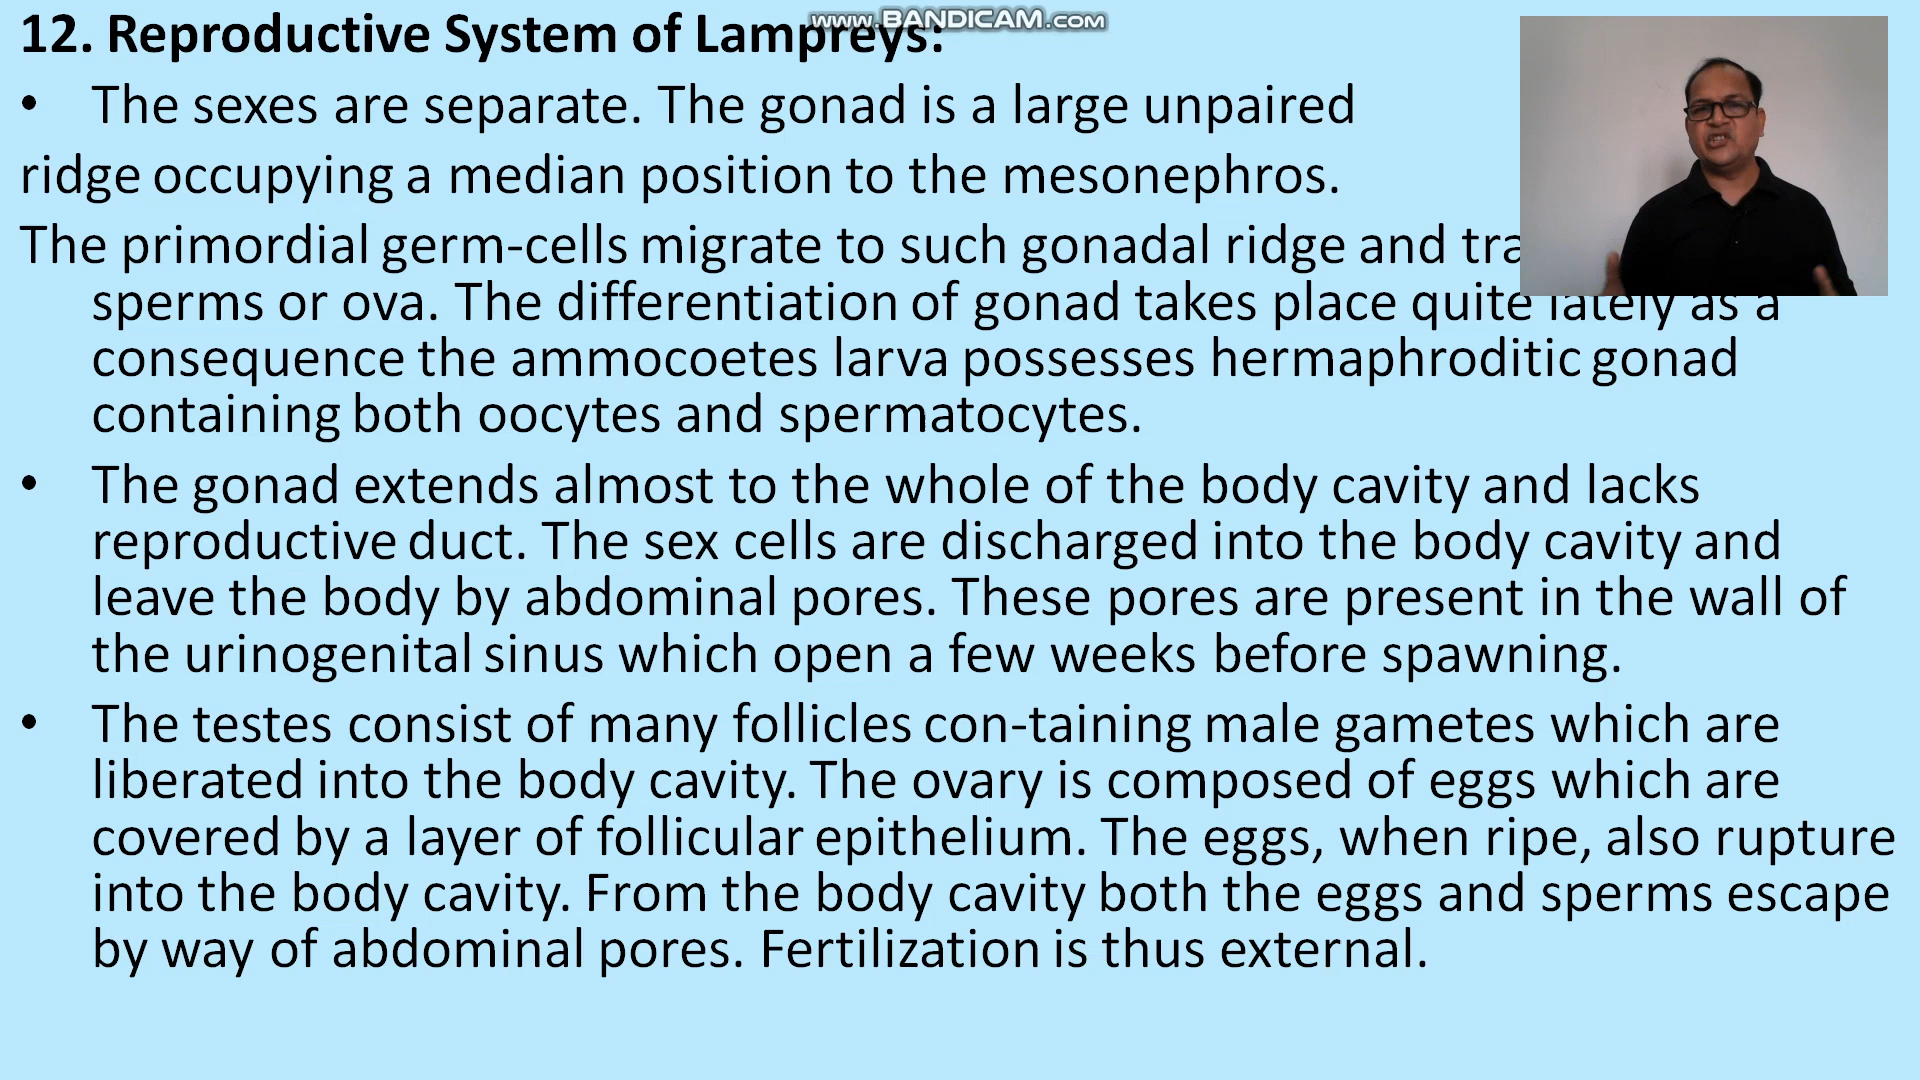 www.BANDICAM.com
12. Reproductive System of Lampreys:
• The sexes are separate. The gonad is a large unpaired
ridge occupying a median position to the mesonephros.
The primordial germ-cells migrate to such gonadal ridge and
sperms or ova. The differentiation of gonad takes place quite lately as a
consequence the ammocoetes larva possesses hermaphroditic gonad
containing both oocytes and spermatocytes.
• The gonad extends almost to the whole of the body cavity and lacks
reproductive duct. The sex cells are discharged into the body cavity and
leave the body by abdominal pores. These pores are present in the wall of
the urinogenital sinus which open a few weeks before spawning.
• The testes consist of many follicles con-taining male gametes which are
liberated into the body cavity. The ovary is composed of eggs which are
covered by a layer of follicular epithelium. The eggs, when ripe, also rupture
into the body cavity. From the body cavity both the eggs and sperms escape
by way of abdominal pores. Fertilization is thus external.